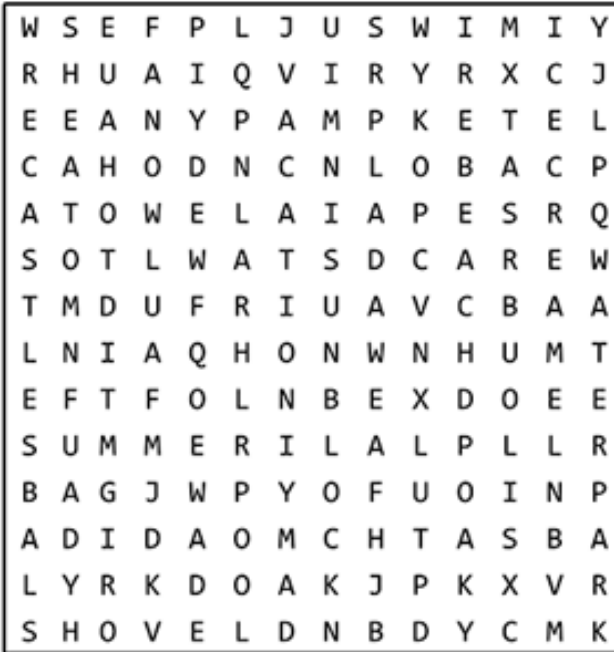 W S E F P L J U S W I M I Y
R H U A I Q V I R Y R X C J
E E A N Y P A M P K E T E L
C A H O D N C N L O B A C P
A T O W E L A I A P E S R Q
S O T L W A T S D C A R E W
T M D U F R I U A V C B A A
L N I A Q H O N W N H U M T
E F T F O L N B E X D O E E
S U M M E R I L A L P L L R
B A G J W P Y O F U O I N P
A D I D A O M C H T A S B A
L Y R K D O A K J P K X V R
S H O V E L D N B D Y C M K